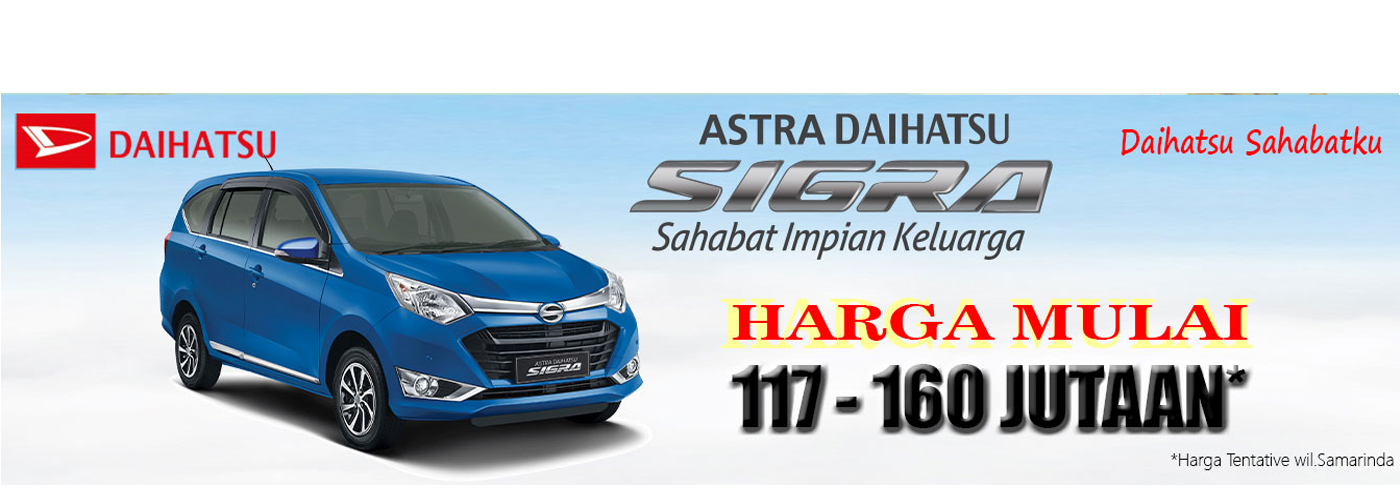 DAIHATSU
ASTRA DAIHATSU
SIGRA
Sahabat Impian Keluarga
Daihatsu Sahabatku
ASTRA DAIHATSU
SIGRA
HARGA MULAI
117 - 160 JUTAAN*
*Harga Tentative wil.Samarinda